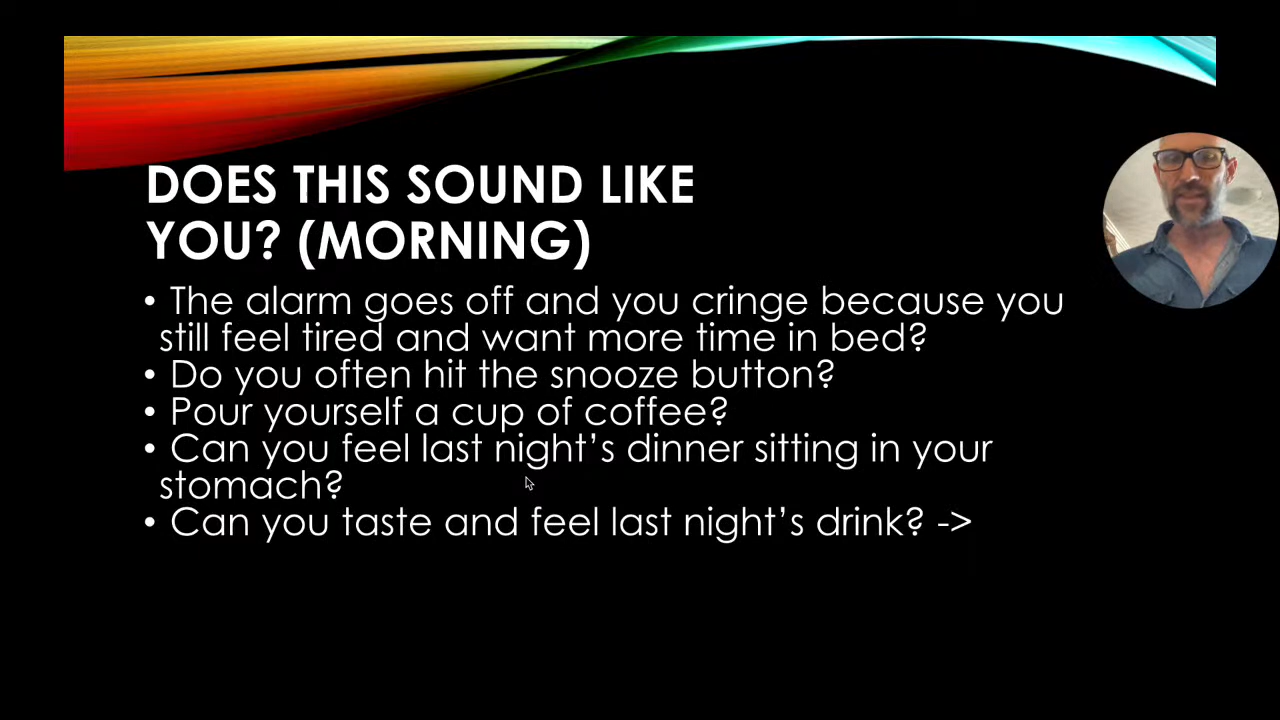 DOES THIS SOUND LIKE
YOU? (MORNING)
• The alarm goes off and you cringe because you
still feel tired and want more time in bed?
• Do you often hit the snooze button?
• Pour yourself a cup of coffee?
• Can you feel last night’s dinner sitting in your
stomach?
• Can you taste and feel last night’s drink? ->